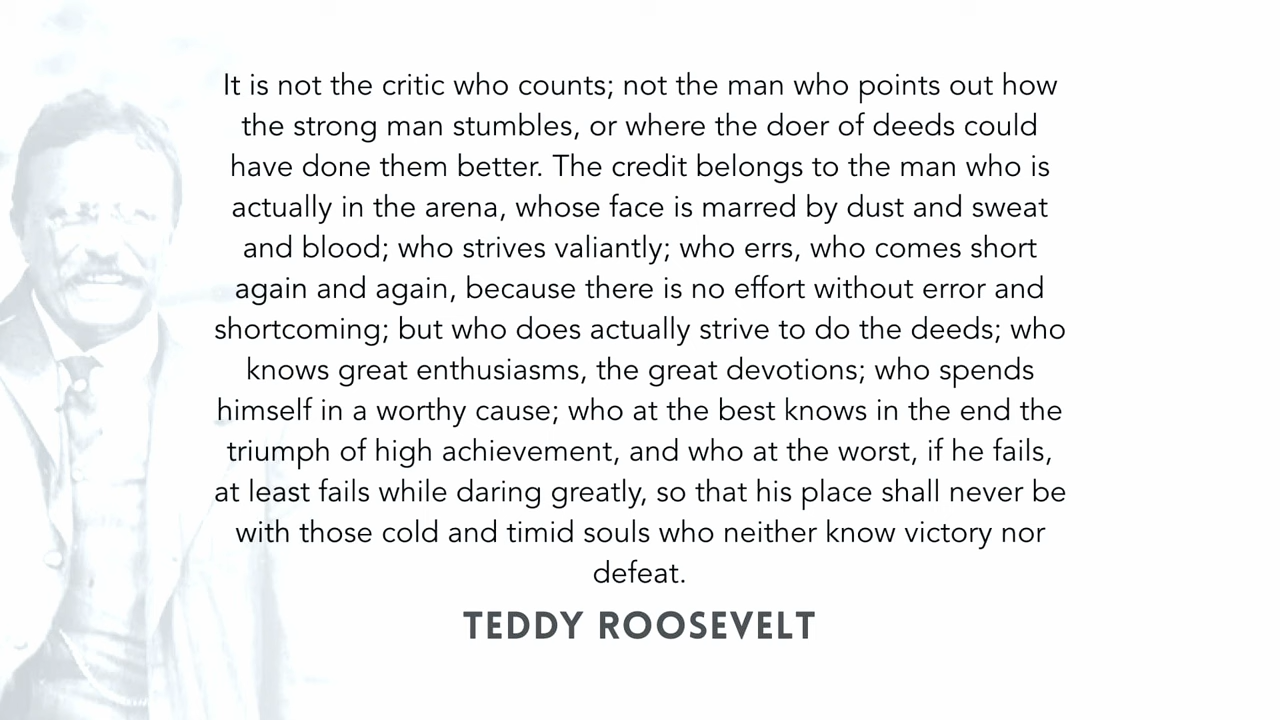 It is not the critic who counts; not the man who points out how
the strong man stumbles, or where the doer of deeds could
have done them better. The credit belongs to the man who is
actually in the arena, whose face is marred by dust and sweat
and blood; who strives valiantly; who errs, who comes short
again and again, because there is no effort without error and
shortcoming; but who does actually strive to do the deeds; who
knows great enthusiasms, the great devotions; who spends
himself in a worthy cause; who at the best knows in the end the
triumph of high achievement, and who at the worst, if he fails,
at least fails while daring greatly, so that his place shall never be
with those cold and timid souls who neither know victory nor
defeat.
TEDDY ROOSEVELT